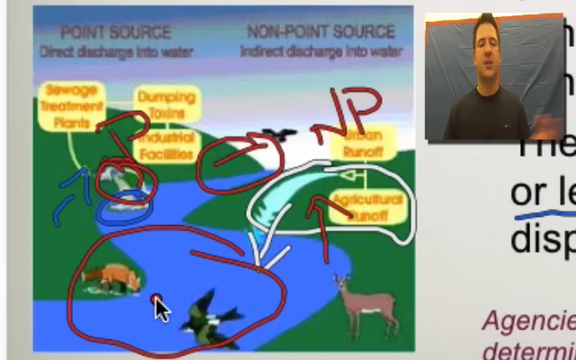 POINT SOURCE
Direct discharge into water
NON-POINT SOURCE
Indirect discharge into water
Sewage
Treatment
Plants
Dumping
Toxins
Industrial
Facilities
P
NP
Urban
Runoff
Agricultural
Runoff
or le
disp
Agencie
determi